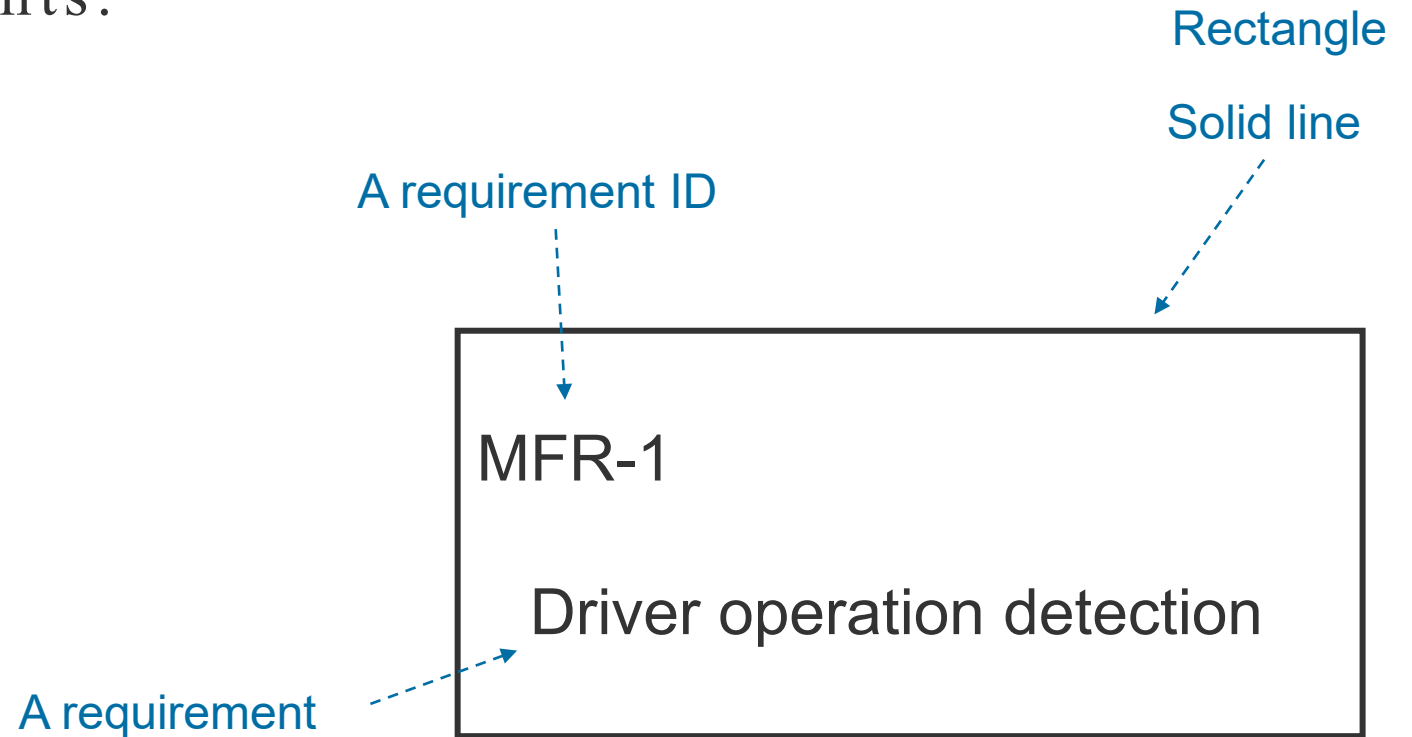 Rectangle
Solid line
A requirement ID
MFR-1
Driver operation detection
A requirement